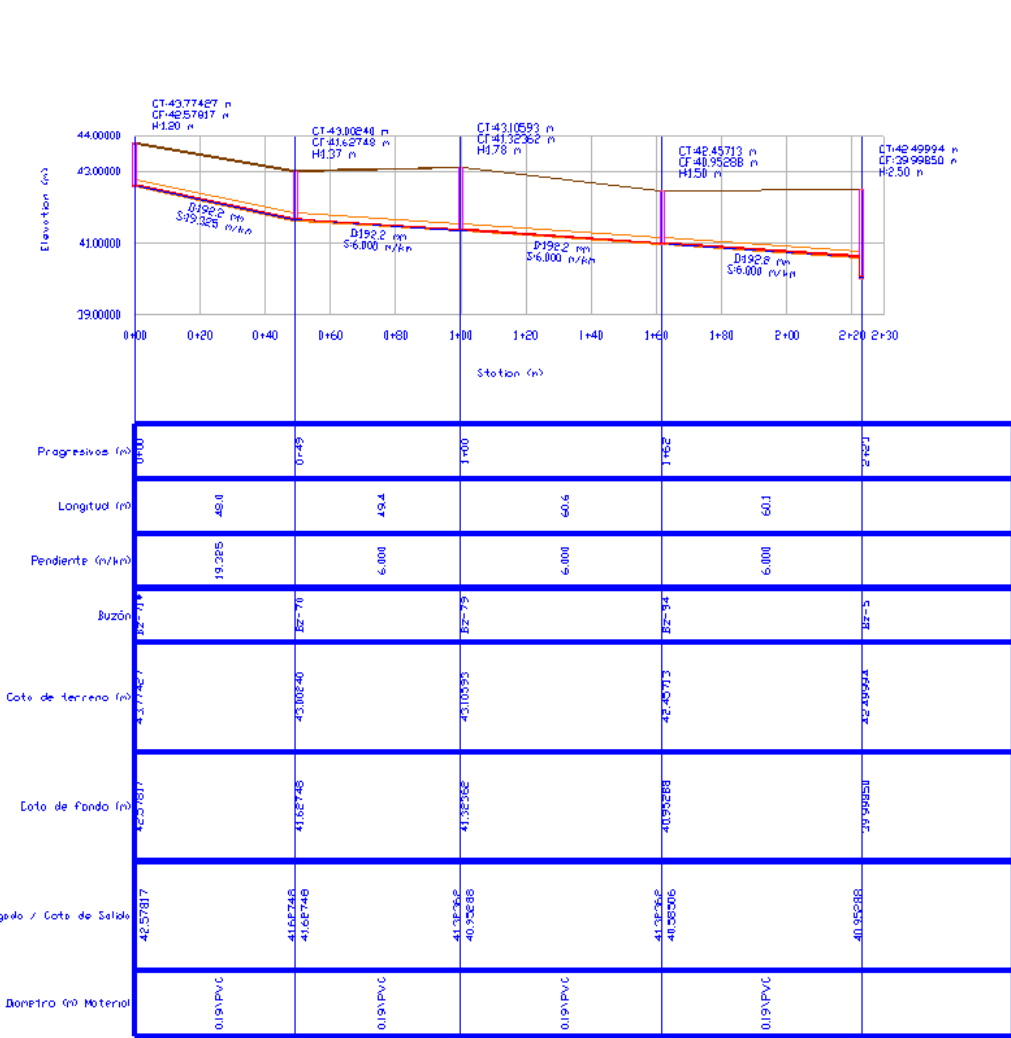 CT:43.77427 m
CF:42.57817 m
H:1.20 m
CT:43.00240 m
CF:41.62748 m
H:1.37 m
CT:43.10593 m
CF:41.32362 m
H:1.78 m
CT:42.45713 m
CF:40.95288 m
H:1.50 m
CT:42.49994 m
CF:39.99850 m
H:2.50 m
44.00000
43.00000
41.00000
39.00000
Elevation (m)
D:192.2 mm
S:19.325 m/km
D:192.2 mm
S:6.000 m/km
D:192.2 mm
S:6.000 m/km
D:192.8 mm
S:6.000 m/km
0+00 0+20 0+40 0+60 0+80 1+00 1+20 1+40 1+60 1+80 2+00 2+20 2+30
Station (m)
Progresivas (m) 0+00 0+49 1+00 1+62
Longitud (m) 48.0 49.4 60.6 60.1
Pendiente (m/km) 19.325 6.000 6.000 6.000
Buzón Bz-71* Bz-70 Bz-79 Bz-94 Bz-5
Cota de terreno (m) 43.77427 43.00240 43.10593 42.45713 42.49994
Cota de fondo (m) 42.57817 41.62748 41.32362 40.95288 39.99850
/ Cota de Salida 42.57817 41.62748 41.62748 41.32362 40.95288 41.32362 40.58506 40.95288
Diametro (m) Material 0.19\PVC 0.19\PVC 0.19\PVC 0.19\PVC